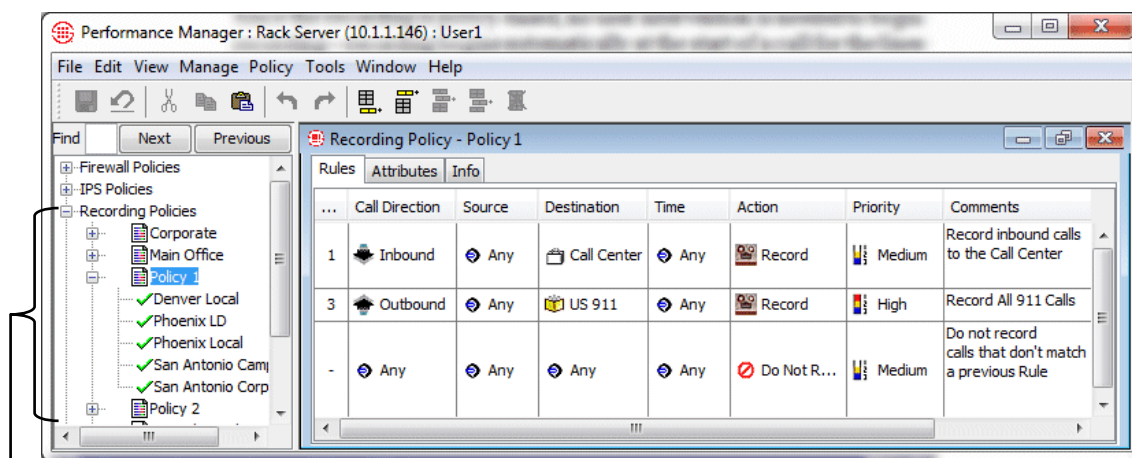 Performance Manager : Rack Server (10.1.1.146) : User1
File Edit View Manage Policy Tools Window Help
Find Next Previous
Firewall Policies
IPS Policies
Recording Policies
Corporate
Main Office
Policy 1
Denver Local
Phoenix LD
Phoenix Local
San Antonio Cam
San Antonio Corp
Policy 2
Recording Policy - Policy 1
Rules Attributes Info
... Call Direction Source Destination Time Action Priority Comments
1 Inbound Any Call Center Any Record Medium Record inbound calls
to the Call Center
3 Outbound Any US 911 Any Record High Record All 911 Calls
- Any Any Any Any Do Not R... Medium Do not record
calls that don't match
a previous Rule